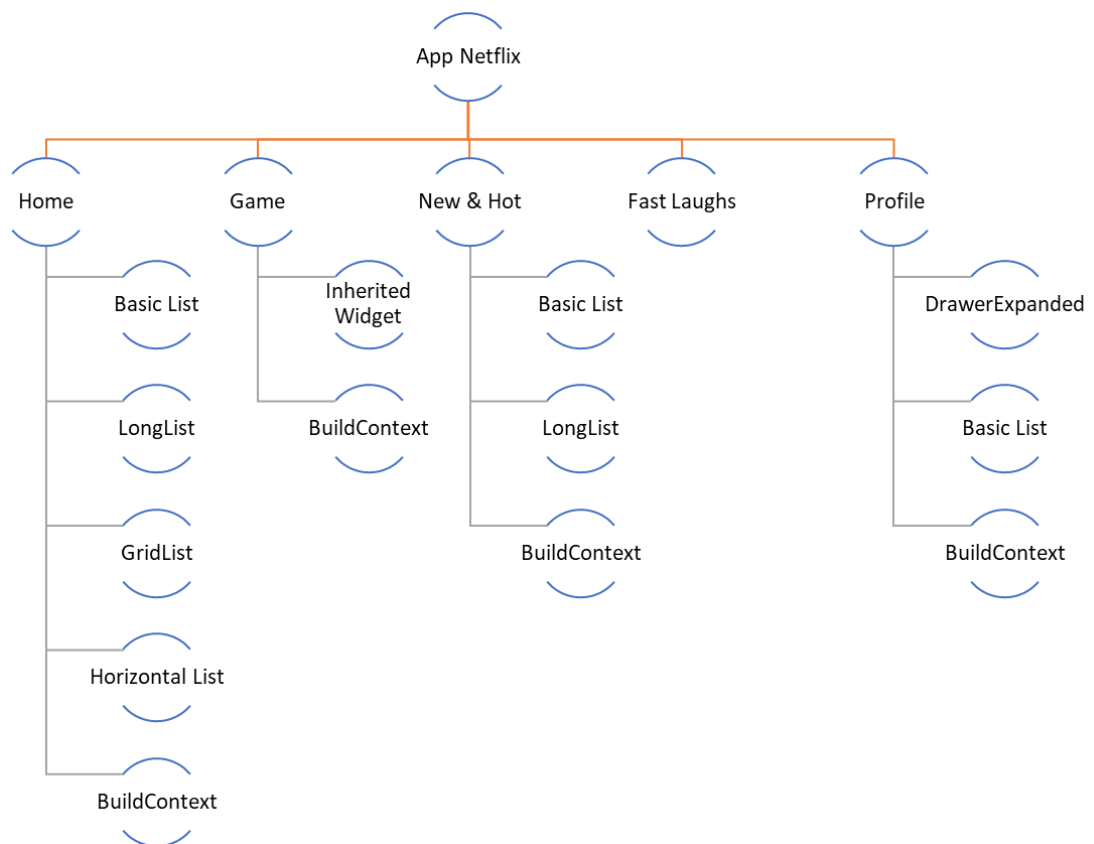 App Netflix
Home
Game
New & Hot
Fast Laughs
Profile
Basic List
LongList
GridList
Horizontal List
BuildContext
Inherited
Widget
BuildContext
Basic List
LongList
BuildContext
DrawerExpanded
Basic List
BuildContext